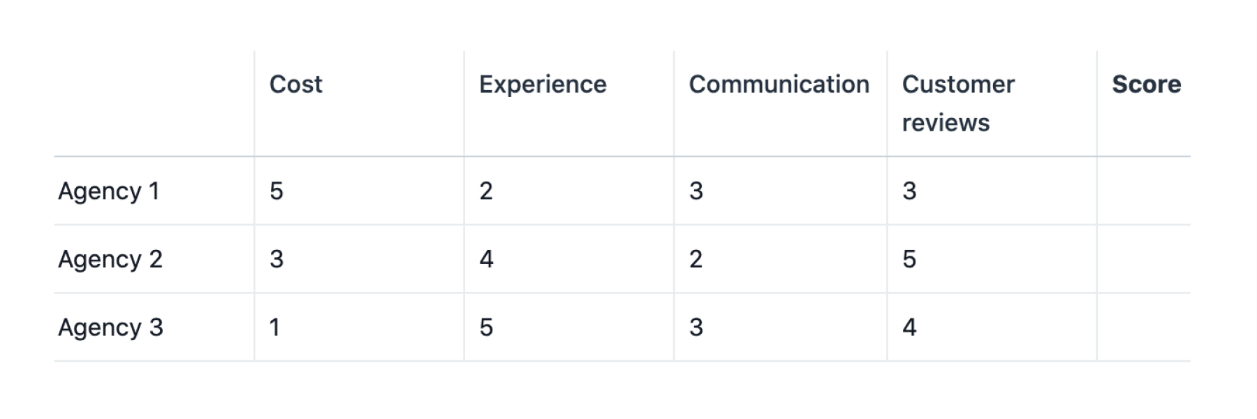 Cost Experience Communication Customer reviews Score
Agency 1 5 2 3 3
Agency 2 3 4 2 5
Agency 3 1 5 3 4